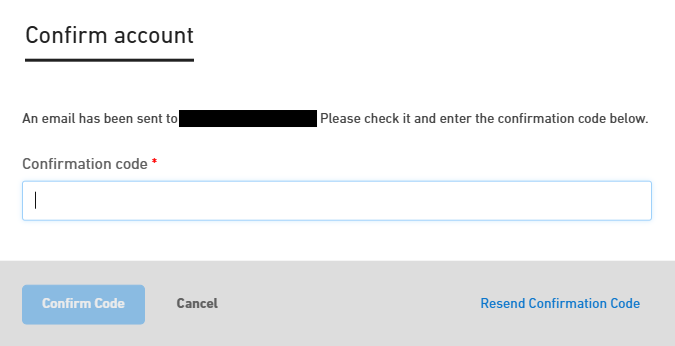 Confirm account
An email has been sent to Please check it and enter the confirmation code below.
Confirmation code *
Confirm Code Cancel Resend Confirmation Code